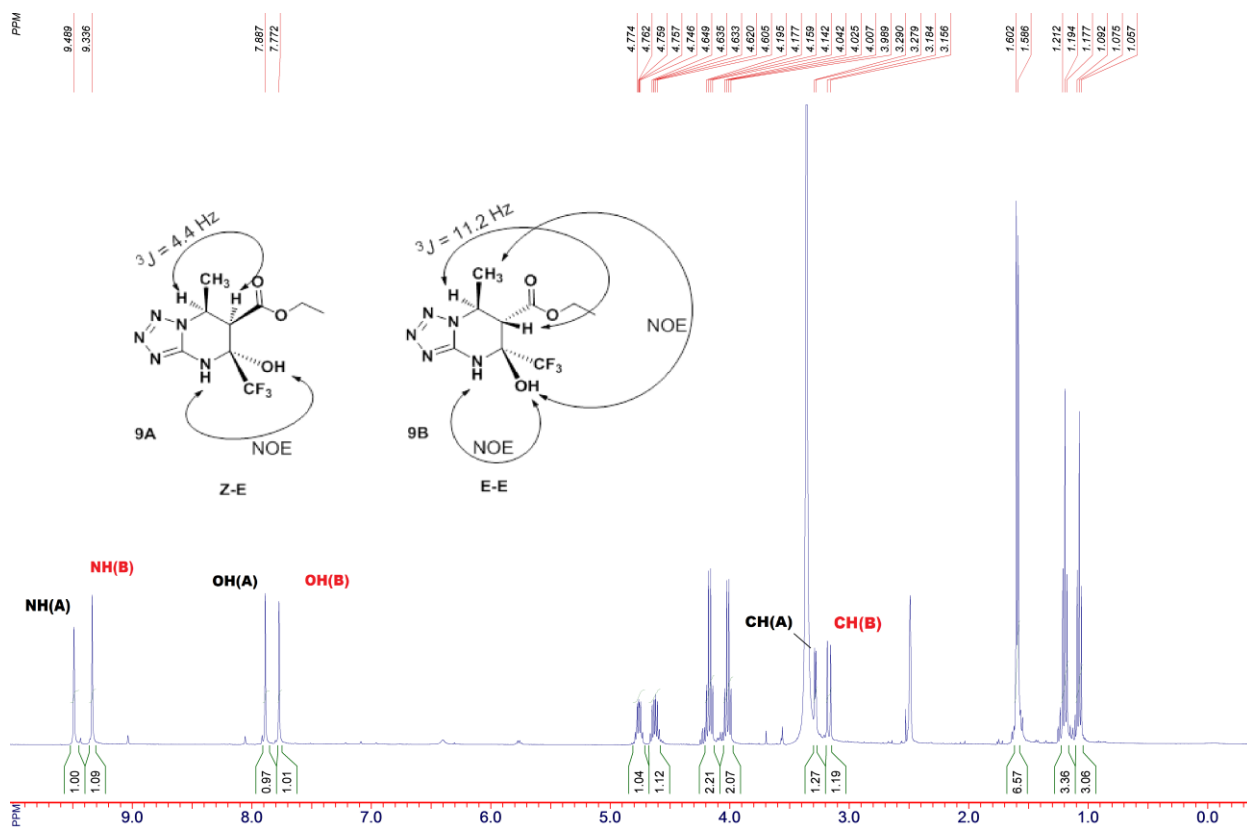 PPM
9.489
9.336
7.887
7.772
4.774
4.762
4.759
4.757
4.746
4.649
4.635
4.633
4.620
4.605
4.195
4.177
4.159
4.142
4.042
4.025
4.007
3.989
3.290
3.279
3.184
3.156
1.602
1.586
1.212
1.194
1.177
1.092
1.075
1.057
3J = 4.4 Hz
CH3
O
H
H
O
N
N
N
N
N
H
OH
CF3
9A
NOE
Z-E
3J = 11.2 Hz
CH3
O
H
O
H
N
N
N
N
N
H
CF3
OH
NOE
9B
NOE
E-E
NH(A)
NH(B)
OH(A)
OH(B)
CH(A)
CH(B)
1.00
1.09
0.97
1.01
1.04
1.12
2.21
2.07
1.27
1.19
6.57
3.36
3.06
PPM 9.0 8.0 7.0 6.0 5.0 4.0 3.0 2.0 1.0 0.0